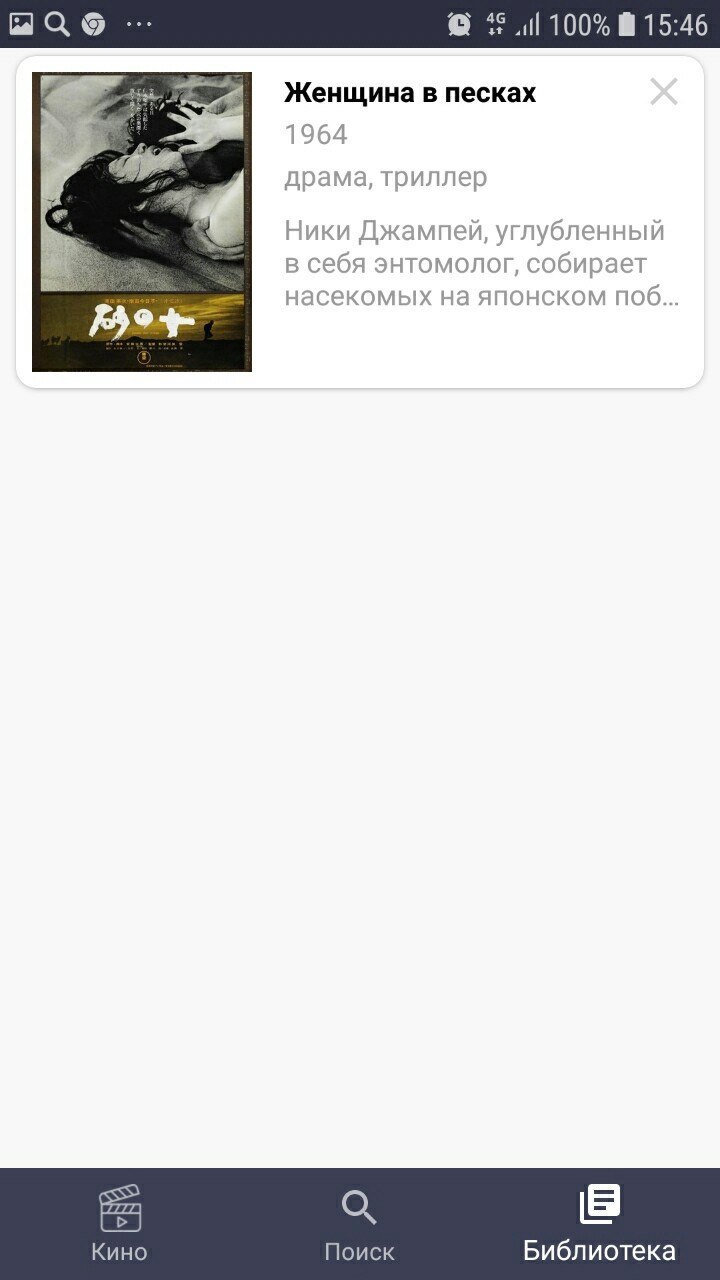 4G 100% 15:46
Женщина в песках
1964
драма, триллер
Ники Джампей, углубленный
в себя энтомолог, собирает
насекомых на японском поб...
砂の女
Кино
Поиск
Библиотека